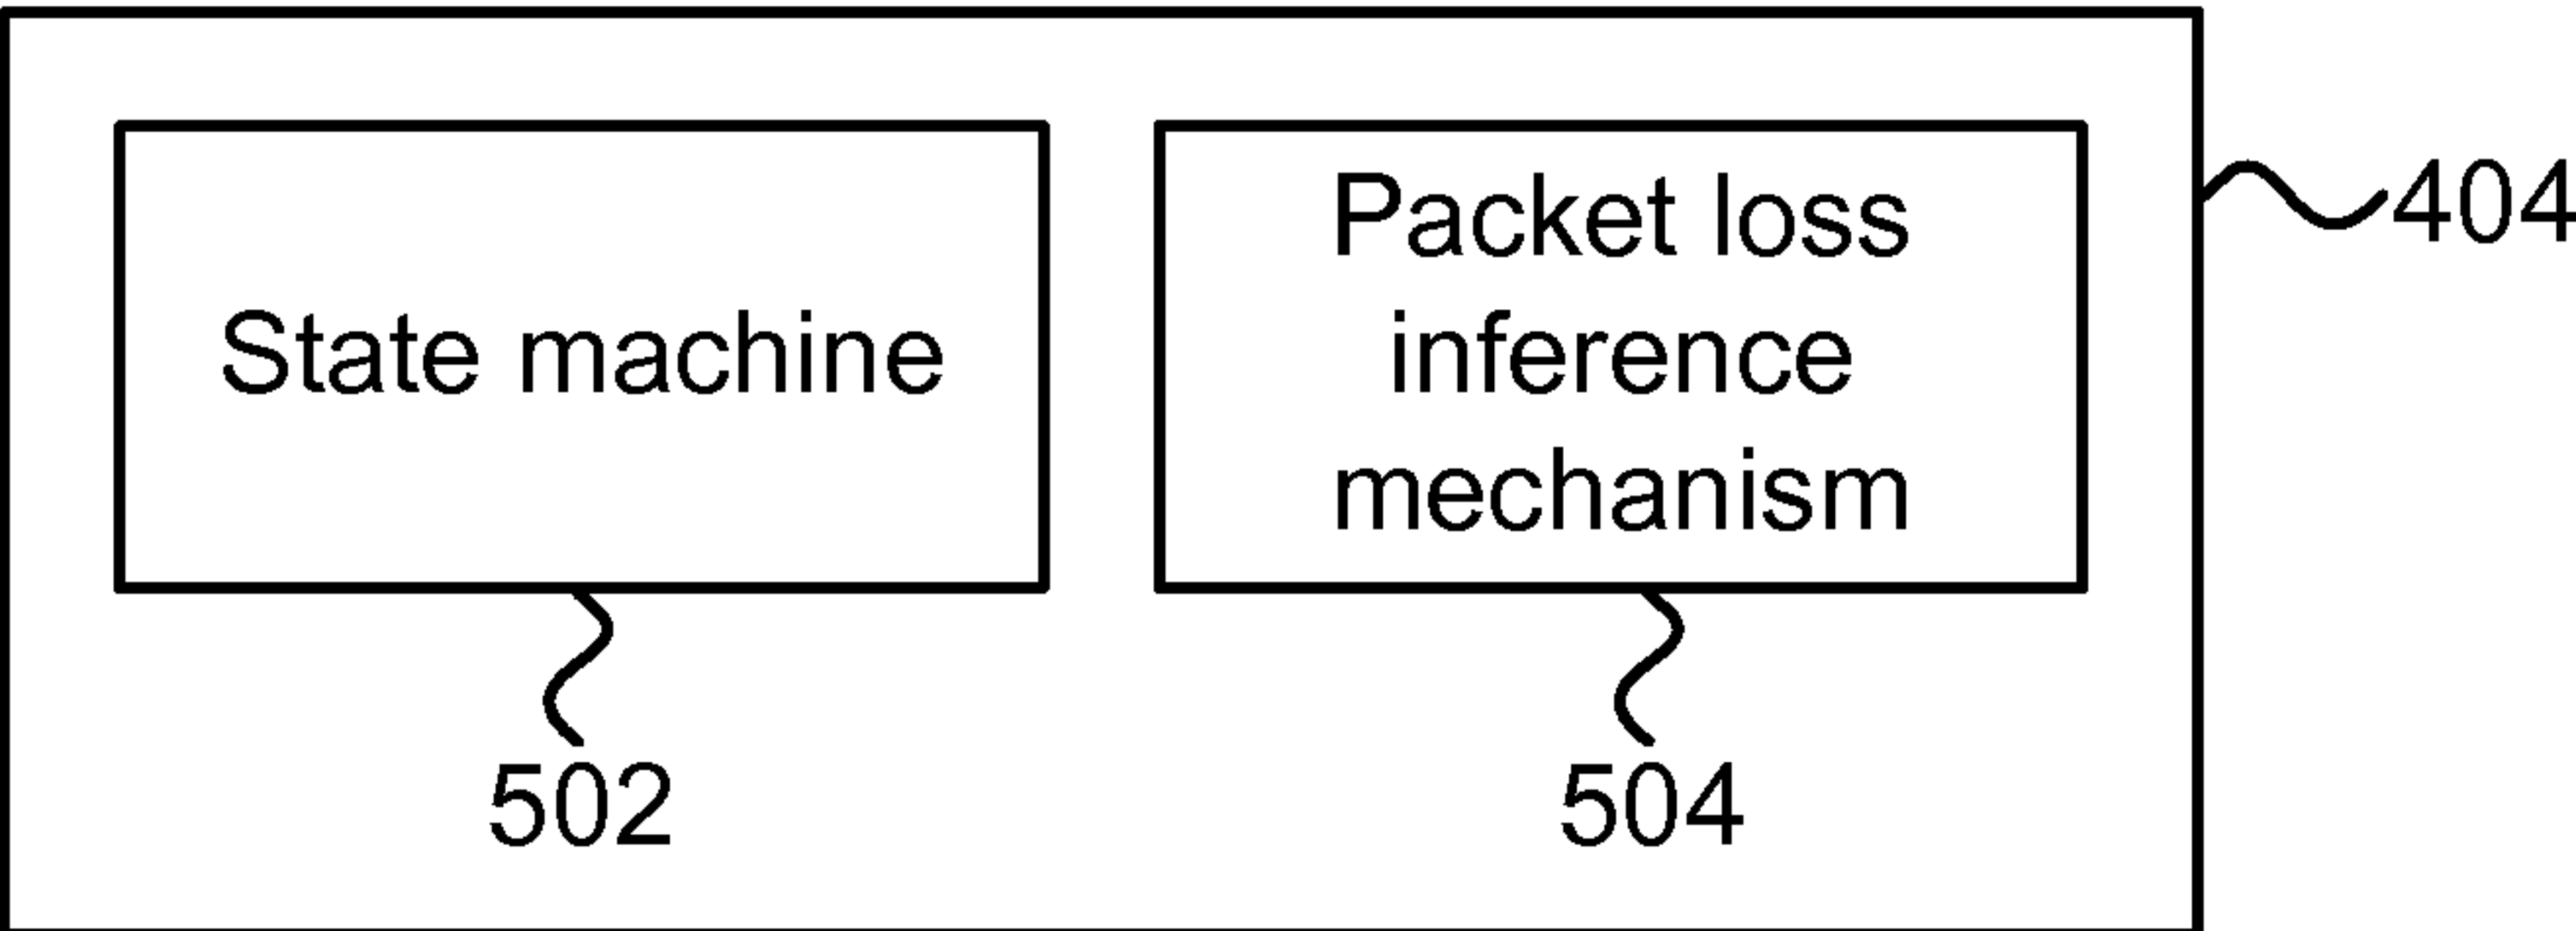 State machine
Packet loss
inference
mechanism
404
502
504